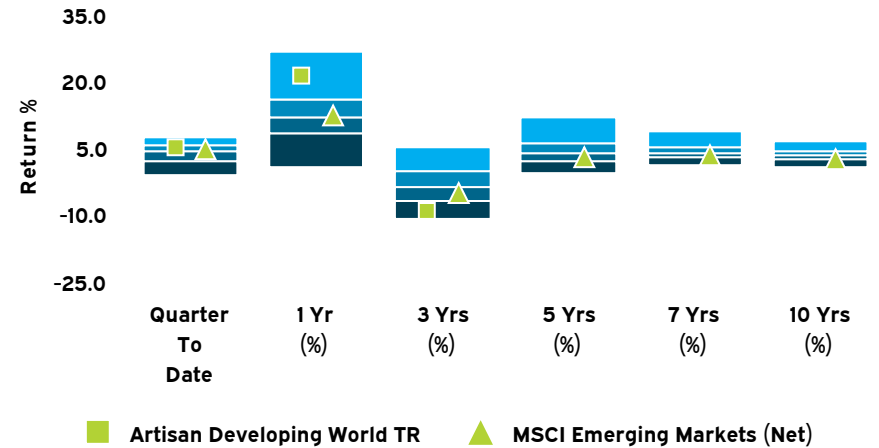 35.0
20.0
5.0
-10.0
-25.0
Return %
Quarter To Date
1 Yr (%)
3 Yrs (%)
5 Yrs (%)
7 Yrs (%)
10 Yrs (%)
Artisan Developing World TR
MSCI Emerging Markets (Net)